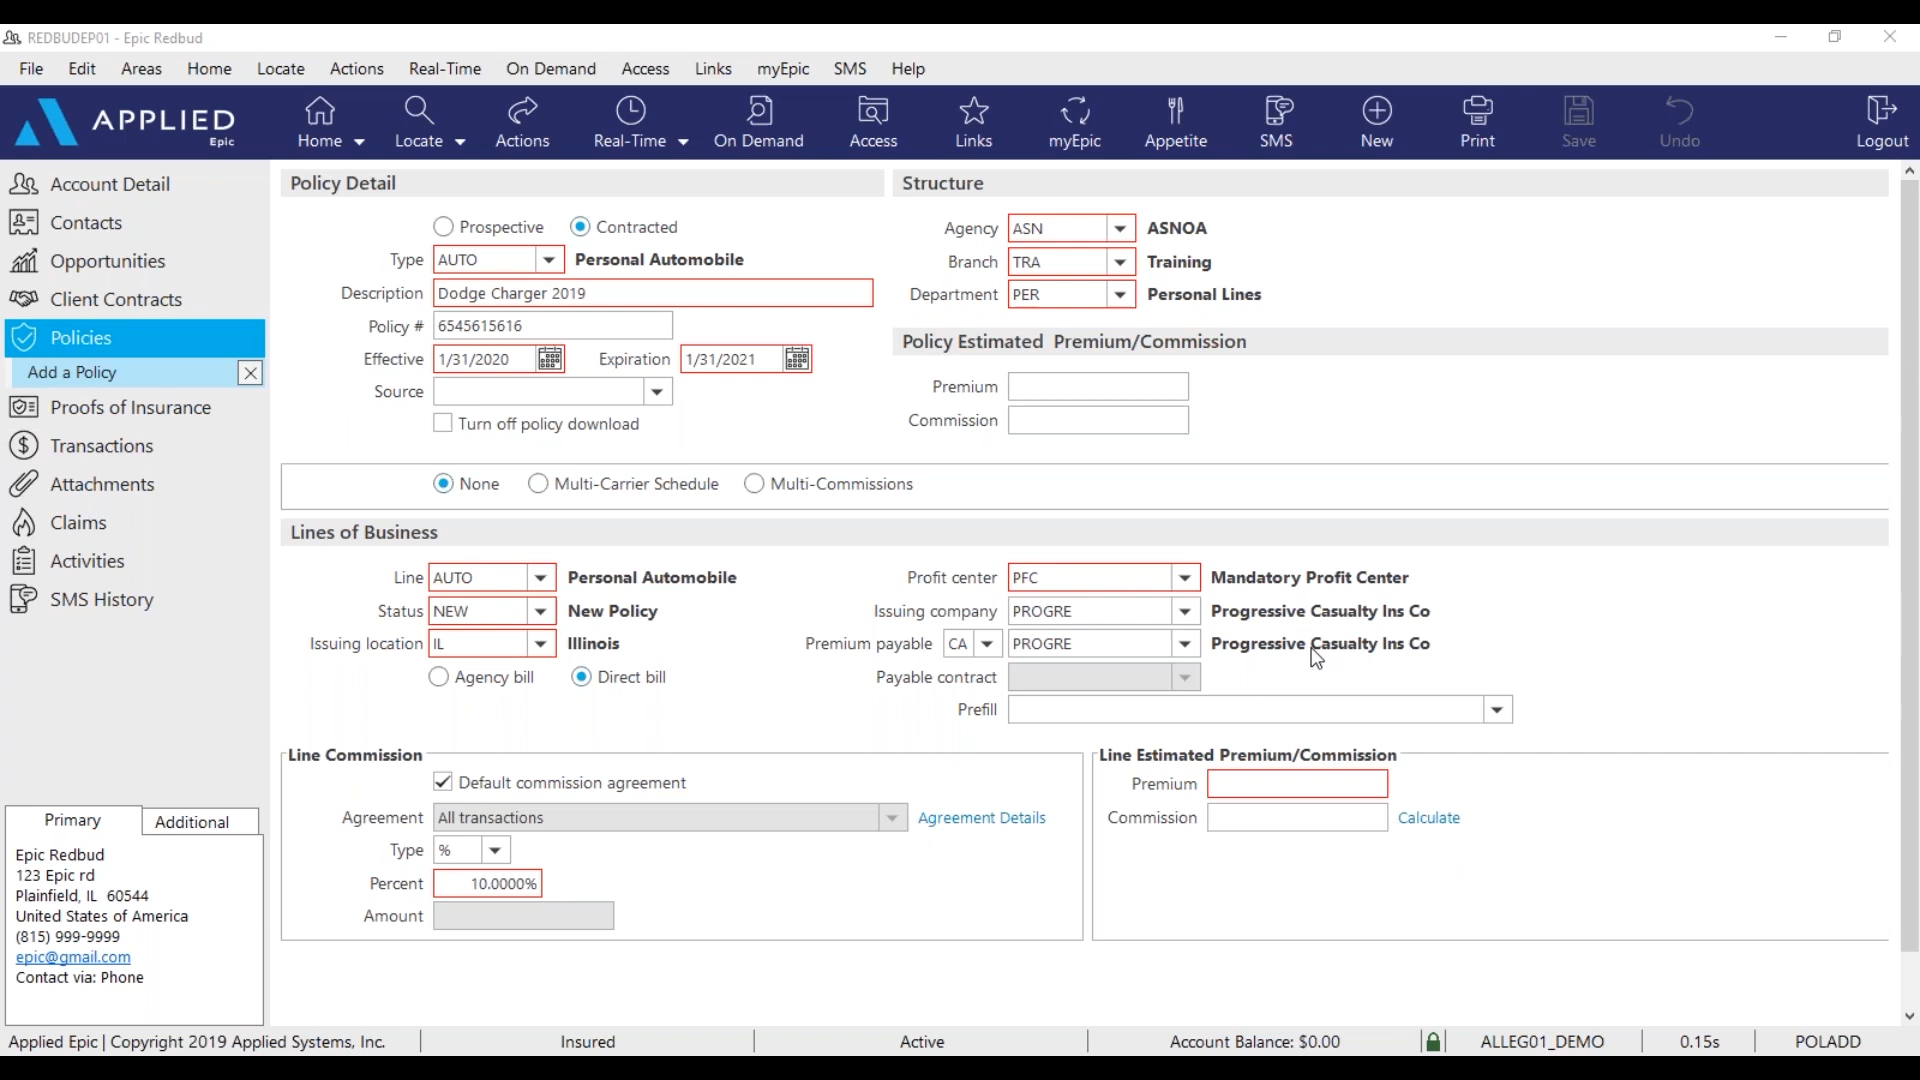 REDBUDEP01 - Epic Redbud
File Edit Areas Home Locate Actions Real-Time On Demand Access Links myEpic SMS Help
APPLIED
Epic
Home Locate Actions Real-Time On Demand Access Links myEpic Appetite SMS New Print Save Undo Logout
Account Detail
Contacts
Opportunities
Client Contracts
Policies
Add a Policy
Proofs of Insurance
Transactions
Attachments
Claims
Activities
SMS History
Primary Additional
Epic Redbud
123 Epic rd
Plainfield, IL 60544
United States of America
(815) 999-9999
epic@gmail.com
Contact via: Phone
Policy Detail
Prospective Contracted
Type AUTO Personal Automobile
Description Dodge Charger 2019
Policy # 6545615616
Effective 1/31/2020 Expiration 1/31/2021
Source
Turn off policy download
Structure
Agency ASN ASNOA
Branch TRA Training
Department PER Personal Lines
Policy Estimated Premium/Commission
Premium
Commission
None Multi-Carrier Schedule Multi-Commissions
Lines of Business
Line AUTO Personal Automobile
Status NEW New Policy
Issuing location IL Illinois
Agency bill Direct bill
Profit center PFC Mandatory Profit Center
Issuing company PROGRE Progressive Casualty Ins Co
Premium payable CA PROGRE Progressive Casualty Ins Co
Payable contract
Prefill
Line Commission
Default commission agreement
Agreement All transactions Agreement Details
Type %
Percent 10.0000%
Amount
Line Estimated Premium/Commission
Premium
Commission Calculate
Applied Epic | Copyright 2019 Applied Systems, Inc. Insured Active Account Balance: $0.00 ALLEG01_DEMO 0.15s POLADD